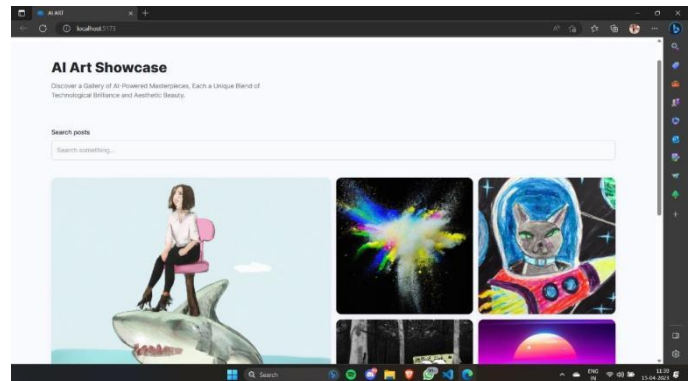 AI ART
localhost:5173
AI Art Showcase
Discover a Gallery of AI-Powered Masterpieces, Each a Unique Blend of
Technological Brilliance and Aesthetic Beauty.
Search posts
Search something...
Search
ENG
IN
11:39
15-04-2023